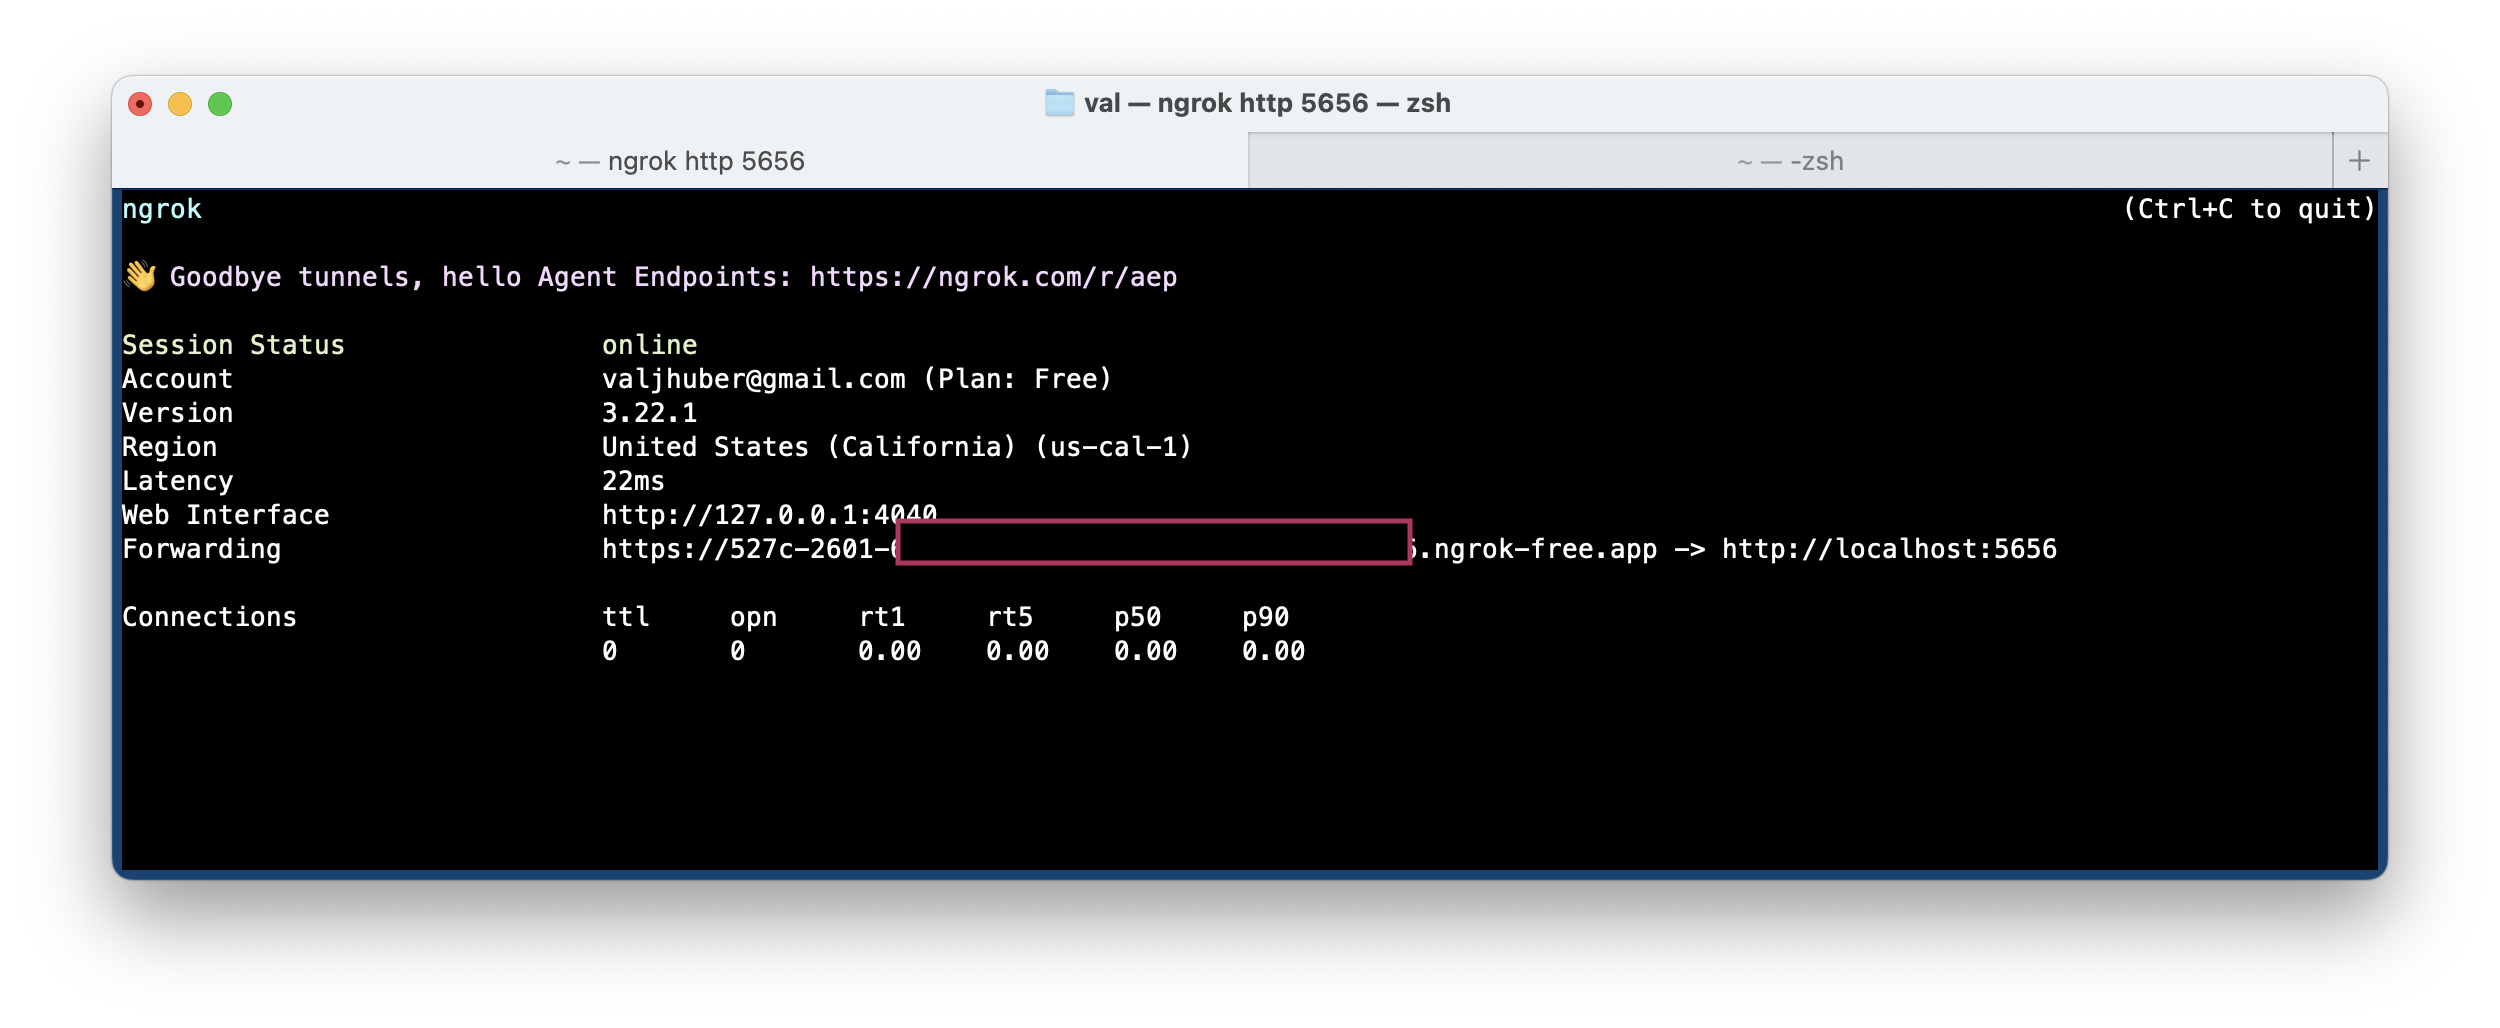 val — ngrok http 5656 — zsh
~ — ngrok http 5656
~ — -zsh
ngrok (Ctrl+C to quit)
👋 Goodbye tunnels, hello Agent Endpoints: https://ngrok.com/r/aep
Session Status online
Account valjhuber@gmail.com (Plan: Free)
Version 3.22.1
Region United States (California) (us-cal-1)
Latency 22ms
Web Interface http://127.0.0.1:4040
Forwarding https://527c-2601- .ngrok-free.app -> http://localhost:5656
Connections ttl opn rt1 rt5 p50 p90
0 0 0.00 0.00 0.00 0.00